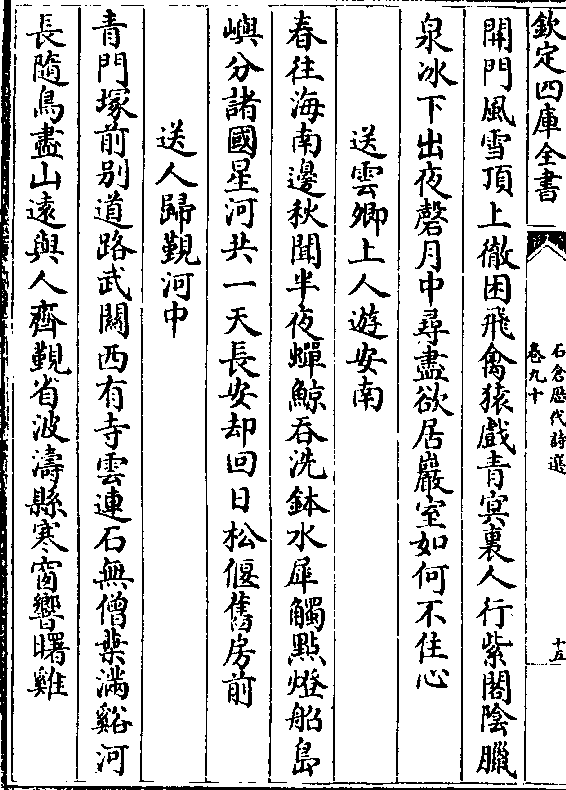 欽定四庫全書
石倉歴代詩選
卷九十
十五
開門風雪頂上徹困飛禽猿戲青㝠裏人行紫閣隂臘
泉冰下出夜磬月中尋盡欲居巖室如何不住心
送雲卿上人遊安南
春往海南邊秋聞半夜蟬鯨吞洗鉢水犀觸點燈船島
嶼分諸國星河共一天長安却囘日松偃舊房前
送人歸覲河中
青門塚前别道路武闗西有寺雲連石無僧葉滿谿河
長隨鳥盡山逺與人齊覲省波濤縣寒窗響曙雞